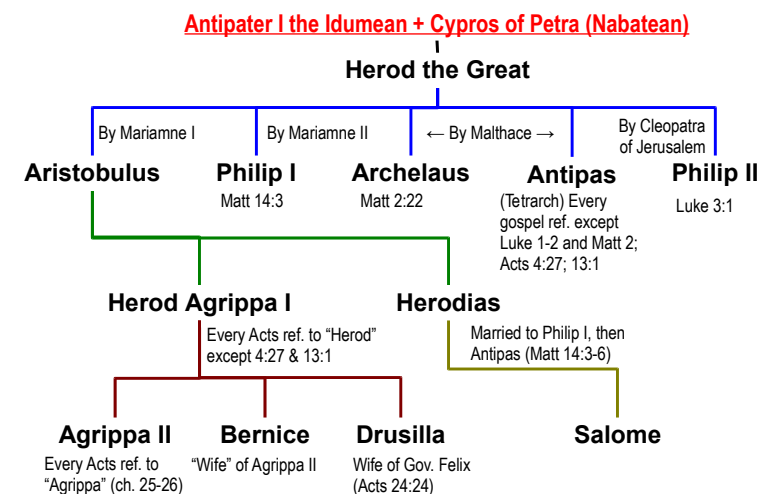 Antipater I the Idumean + Cypros of Petra (Nabatean)
Herod the Great
By Mariamne I
By Mariamne II
← By Malthace →
By Cleopatra
of Jerusalem
Aristobulus
Philip I
Matt 14:3
Archelaus
Matt 2:22
Antipas
(Tetrarch) Every
gospel ref. except
Luke 1-2 and Matt 2;
Acts 4:27; 13:1
Philip II
Luke 3:1
Herod Agrippa I
Every Acts ref. to “Herod”
except 4:27 & 13:1
Herodias
Married to Philip I, then
Antipas (Matt 14:3-6)
Agrippa II
Every Acts ref. to
“Agrippa” (ch. 25-26)
Bernice
“Wife” of Agrippa II
Drusilla
Wife of Gov. Felix
(Acts 24:24)
Salome